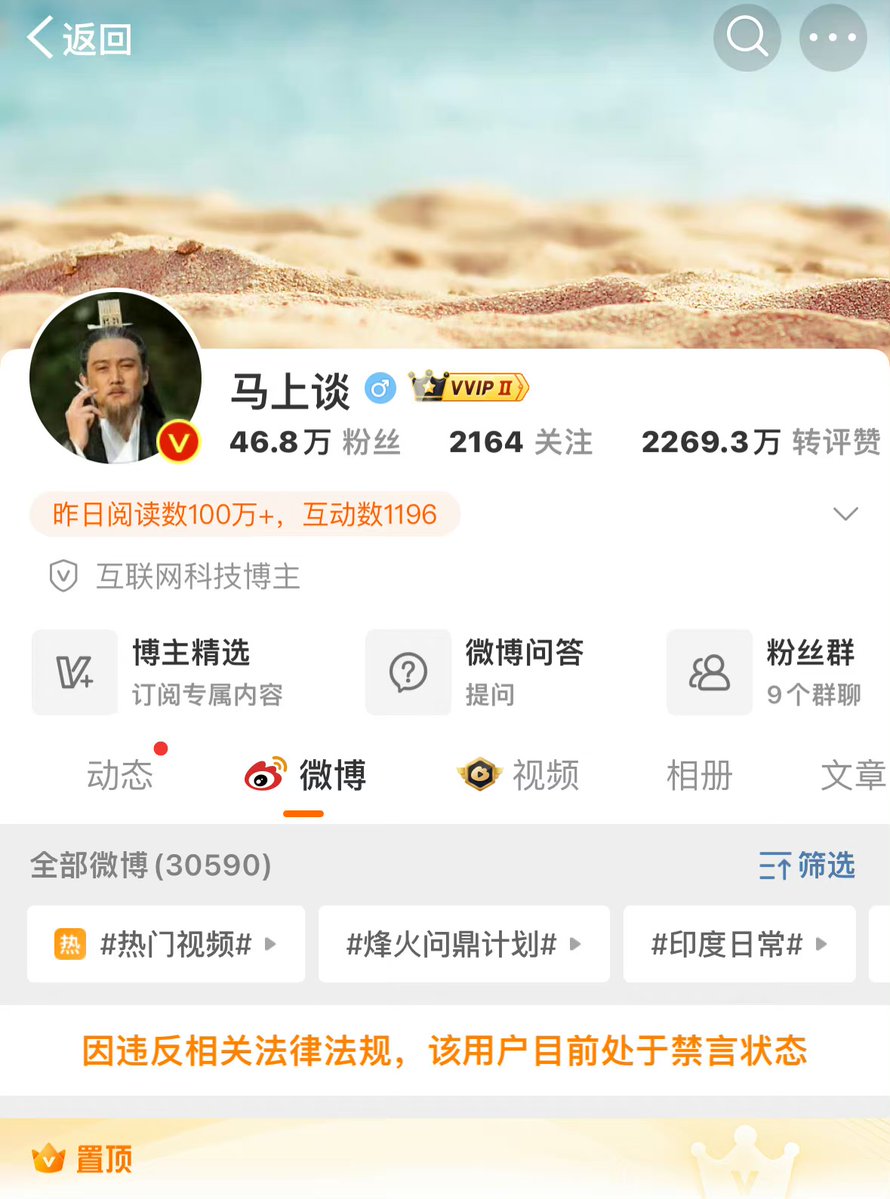 返回
马上谈 VVIP II
46.8万 粉丝 2164 关注 2269.3万 转评赞
昨日阅读数100万+，互动数1196
互联网科技博主
博主精选 微博问答 粉丝群
订阅专属内容 提问 9个群聊
动态 微博 视频 相册 文章
全部微博(30590) 筛选
热 #热门视频# #烽火问鼎计划# #印度日常#
因违反相关法律法规，该用户目前处于禁言状态
置顶